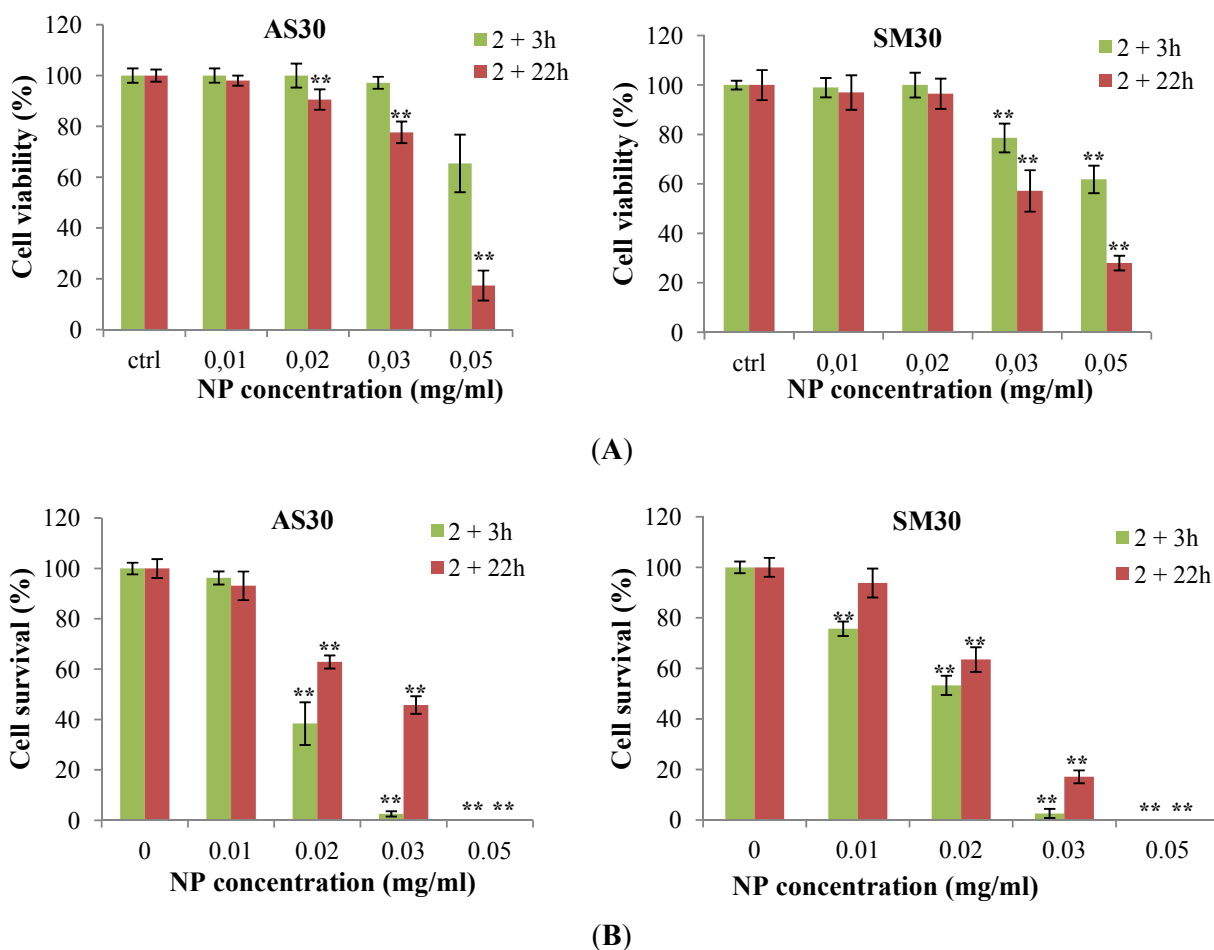 AS30
2 + 3h
2 + 22h
Cell viability (%)
120
100
80
60
40
20
0
** ** **
ctrl 0,01 0,02 0,03 0,05
NP concentration (mg/ml)
SM30
2 + 3h
2 + 22h
Cell viability (%)
120
100
80
60
40
20
0
** ** ** **
ctrl 0,01 0,02 0,03 0,05
NP concentration (mg/ml)
(A)
AS30
2 + 3h
2 + 22h
Cell survival (%)
120
100
80
60
40
20
0
** ** ** ** ** **
0 0.01 0.02 0.03 0.05
NP concentration (mg/ml)
SM30
2 + 3h
2 + 22h
Cell survival (%)
120
100
80
60
40
20
0
** ** ** ** ** ** **
0 0.01 0.02 0.03 0.05
NP concentration (mg/ml)
(B)